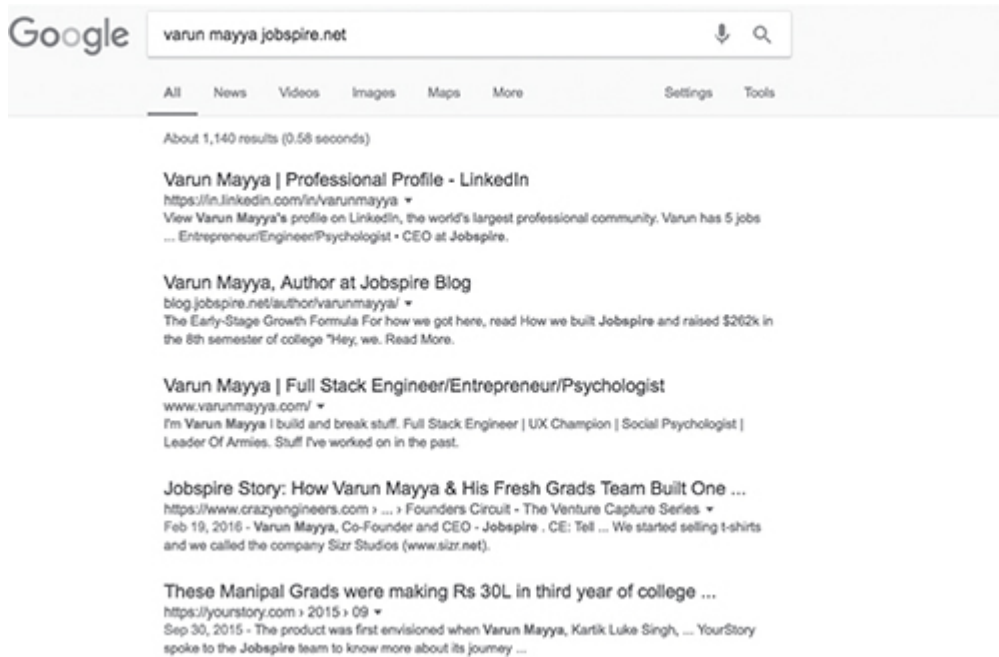 Google varun mayya jobspire.net
All News Videos Images Maps More Settings Tools
About 1,140 results (0.58 seconds)
Varun Mayya | Professional Profile - LinkedIn
https://in.linkedin.com/in/varunmayya
View Varun Mayya's profile on LinkedIn, the world's largest professional community. Varun has 5 jobs
... Entrepreneur/Engineer/Psychologist • CEO at Jobspire.
Varun Mayya, Author at Jobspire Blog
blog.jobspire.net/author/varunmayya/
The Early-Stage Growth Formula For how we got here, read How we built Jobspire and raised $262k in
the 8th semester of college "Hey, we. Read More.
Varun Mayya | Full Stack Engineer/Entrepreneur/Psychologist
www.varunmayya.com/
I'm Varun Mayya I build and break stuff. Full Stack Engineer | UX Champion | Social Psychologist |
Leader Of Armies. Stuff I've worked on in the past.
Jobspire Story: How Varun Mayya & His Fresh Grads Team Built One ...
https://www.crazyengineers.com › ... › Founders Circuit - The Venture Capture Series
Feb 19, 2016 - Varun Mayya, Co-Founder and CEO - Jobspire . CE: Tell ... We started selling t-shirts
and we called the company Sizr Studios (www.sizr.net).
These Manipal Grads were making Rs 30L in third year of college ...
https://yourstory.com › 2015 › 09
Sep 30, 2015 - The product was first envisioned when Varun Mayya, Kartik Luke Singh, ... YourStory
spoke to the Jobspire team to know more about its journey ...